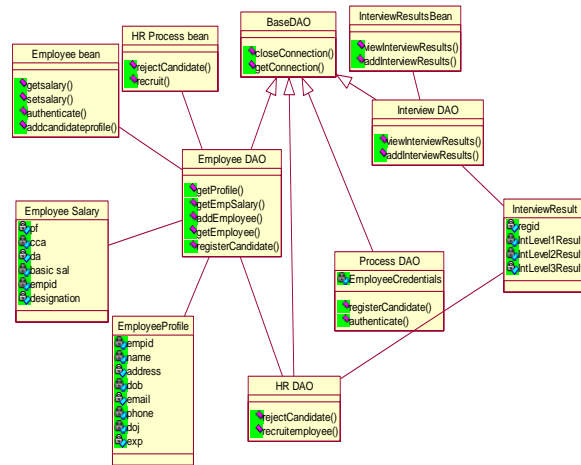 Employee bean
getsalary()
setsalary()
authenticate()
addcandidateprofile()
HR Process bean
rejectCandidate()
recruit()
BaseDAO
closeConnection()
getConnection()
InterviewResultsBean
viewInterviewResults()
addInterviewResults()
Interview DAO
viewInterviewResults()
addInterviewResults()
Employee DAO
getProfile()
getEmpSalary()
addEmployee()
getEmployee()
registerCandidate()
Employee Salary
pf
cca
da
basic sal
empid
designation
InterviewResult
regid
intLevel1Resul
intLevel2Resul
intLevel3Resul
Process DAO
EmployeeCredentials
registerCandidate()
authenticate()
EmployeeProfile
empid
name
address
dob
email
phone
doj
exp
HR DAO
rejectCandidate()
recruitemployee()